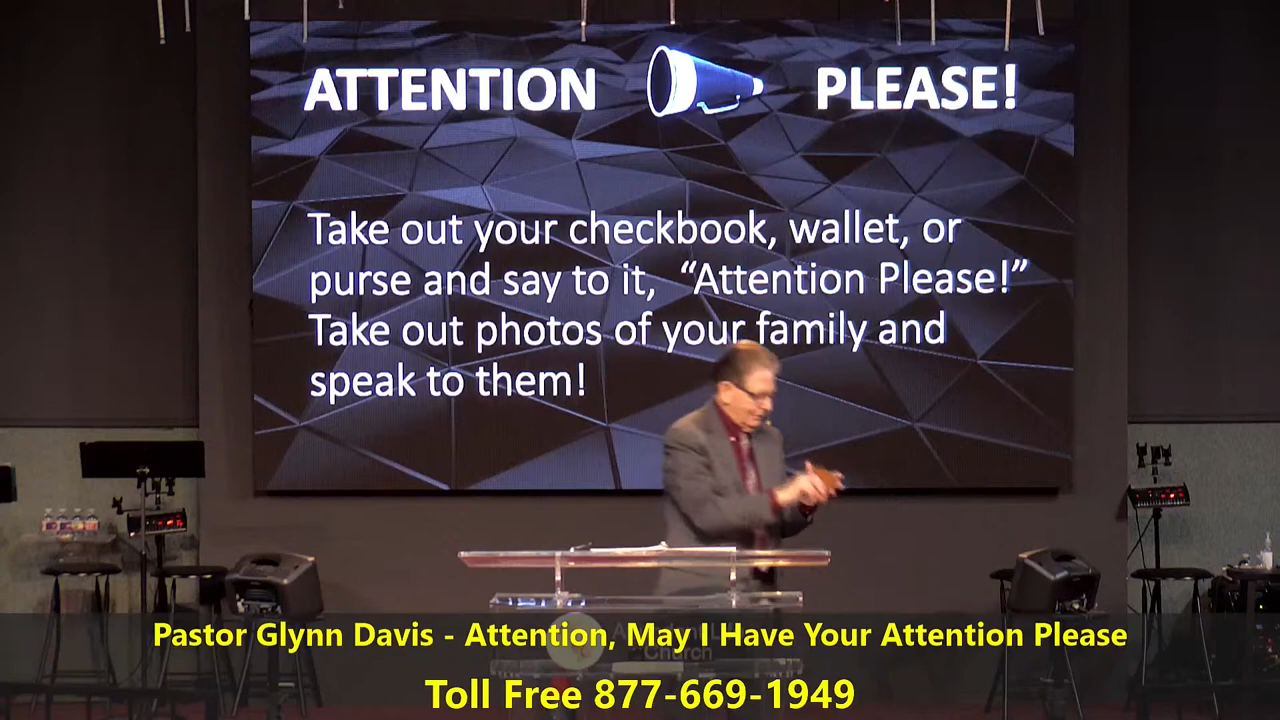 ATTENTION PLEASE!
Take out your checkbook, wallet, or
purse and say to it, “Attention Please!”
Take out photos of your family and
speak to them!
Church
Pastor Glynn Davis - Attention, May I Have Your Attention Please
Toll Free 877-669-1949